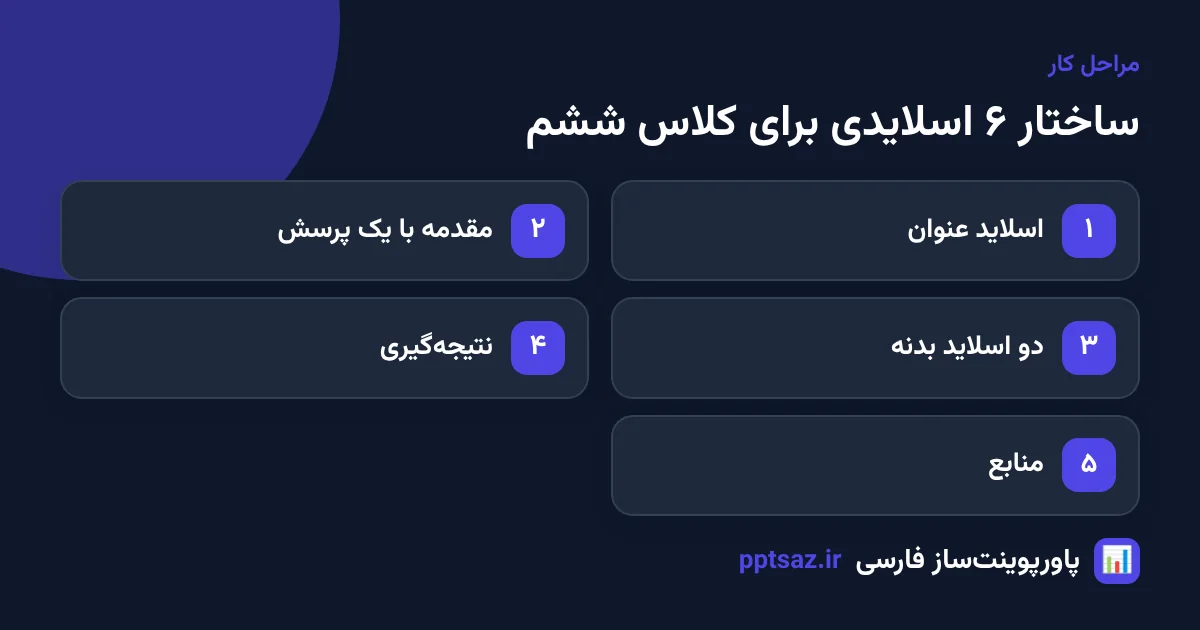 مراحل کار
ساختار ۶ اسلایدی برای کلاس ششم
۱ اسلاید عنوان
۲ مقدمه با یک پرسش
۳ دو اسلاید بدنه
۴ نتیجه‌گیری
۵ منابع
پاورپوینت‌ساز فارسی pptsaz.ir